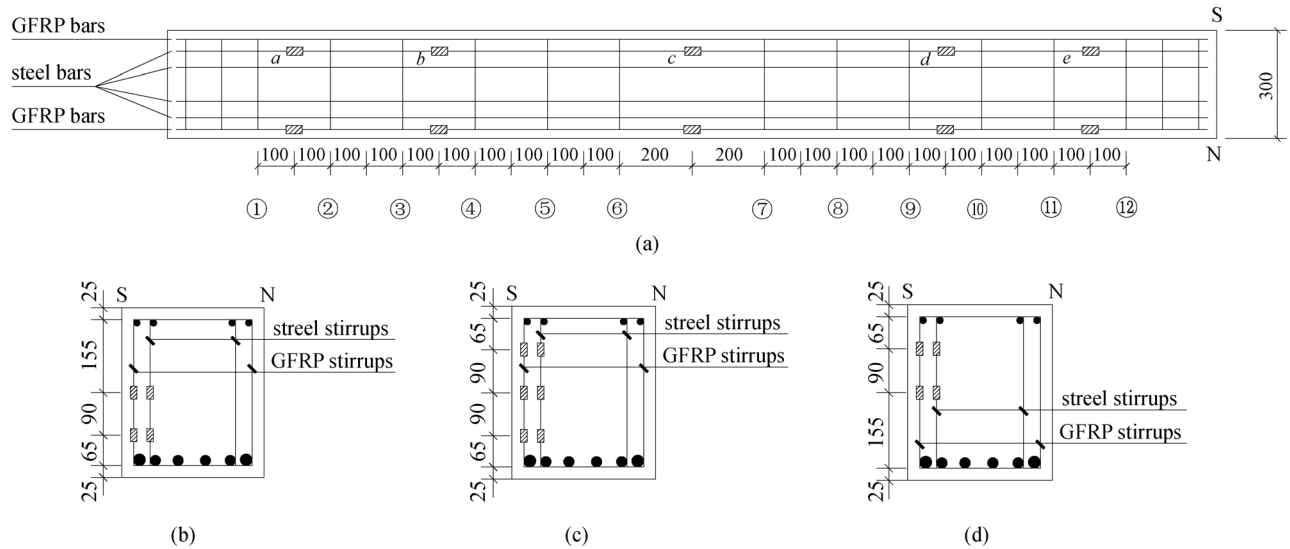 S
GFRP bars
a
b
c
d
e
steel bars
300
GFRP bars
N
100 100 100 100 100 100 100 100 100 100 200 200 100 100 100 100 100 100 100 100 100 100
① ② ③ ④ ⑤ ⑥ ⑦ ⑧ ⑨ ⑩ ⑪ ⑫
(a)
S N
25
155
90
65
25
streel stirrups
GFRP stirrups
(b)
S N
25
65
90
90
65
25
streel stirrups
GFRP stirrups
(c)
S N
25
65
90
155
25
streel stirrups
GFRP stirrups
(d)